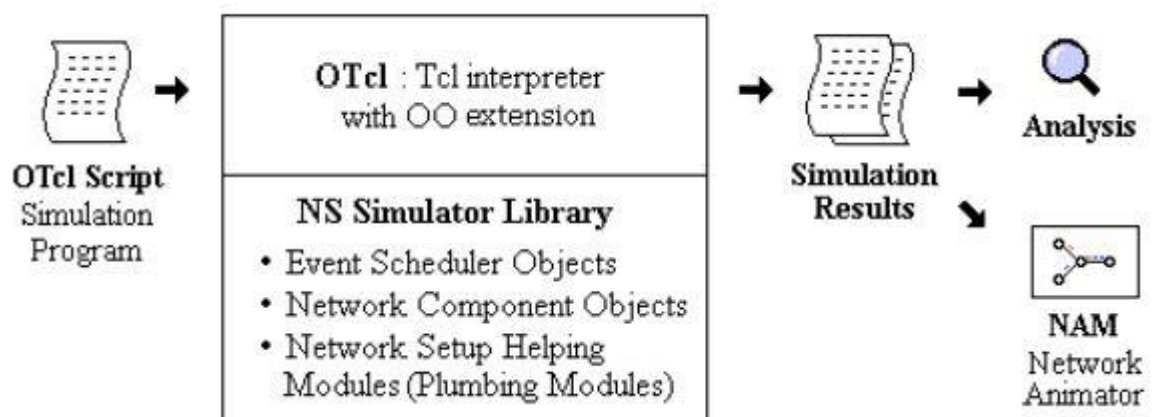 OTcl Script
Simulation
Program
OTcl : Tcl interpreter
with OO extension
NS Simulator Library
• Event Scheduler Objects
• Network Component Objects
• Network Setup Helping
Modules (Plumbing Modules)
Simulation
Results
Analysis
NAM
Network
Animator